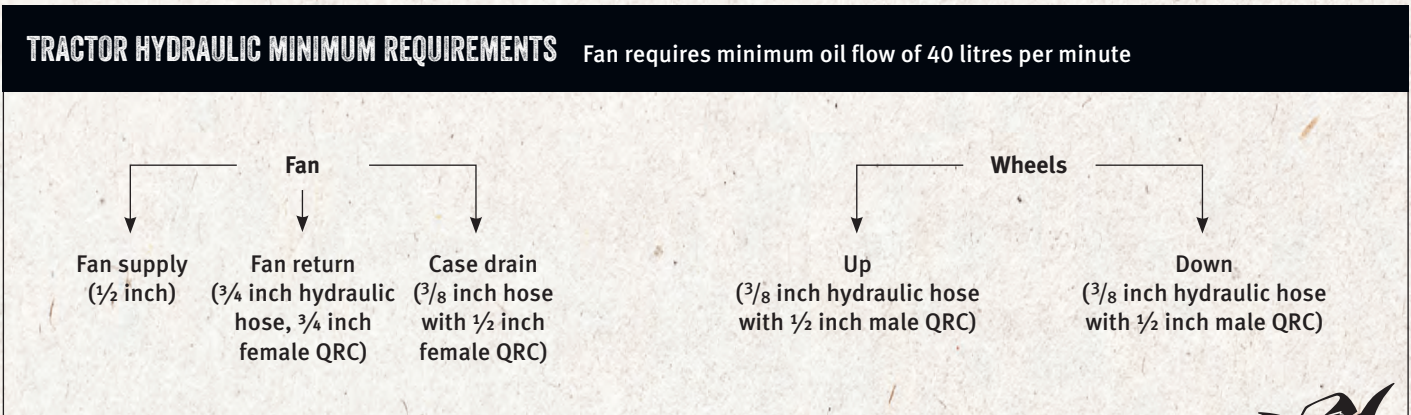 TRACTOR HYDRAULIC MINIMUM REQUIREMENTS Fan requires minimum oil flow of 40 litres per minute
Fan
Fan supply
(½ inch)
Fan return
(¾ inch hydraulic
hose, ¾ inch
female QRC)
Case drain
(³/₈ inch hose
with ½ inch
female QRC)
Wheels
Up
(³/₈ inch hydraulic hose
with ½ inch male QRC)
Down
(³/₈ inch hydraulic hose
with ½ inch male QRC)